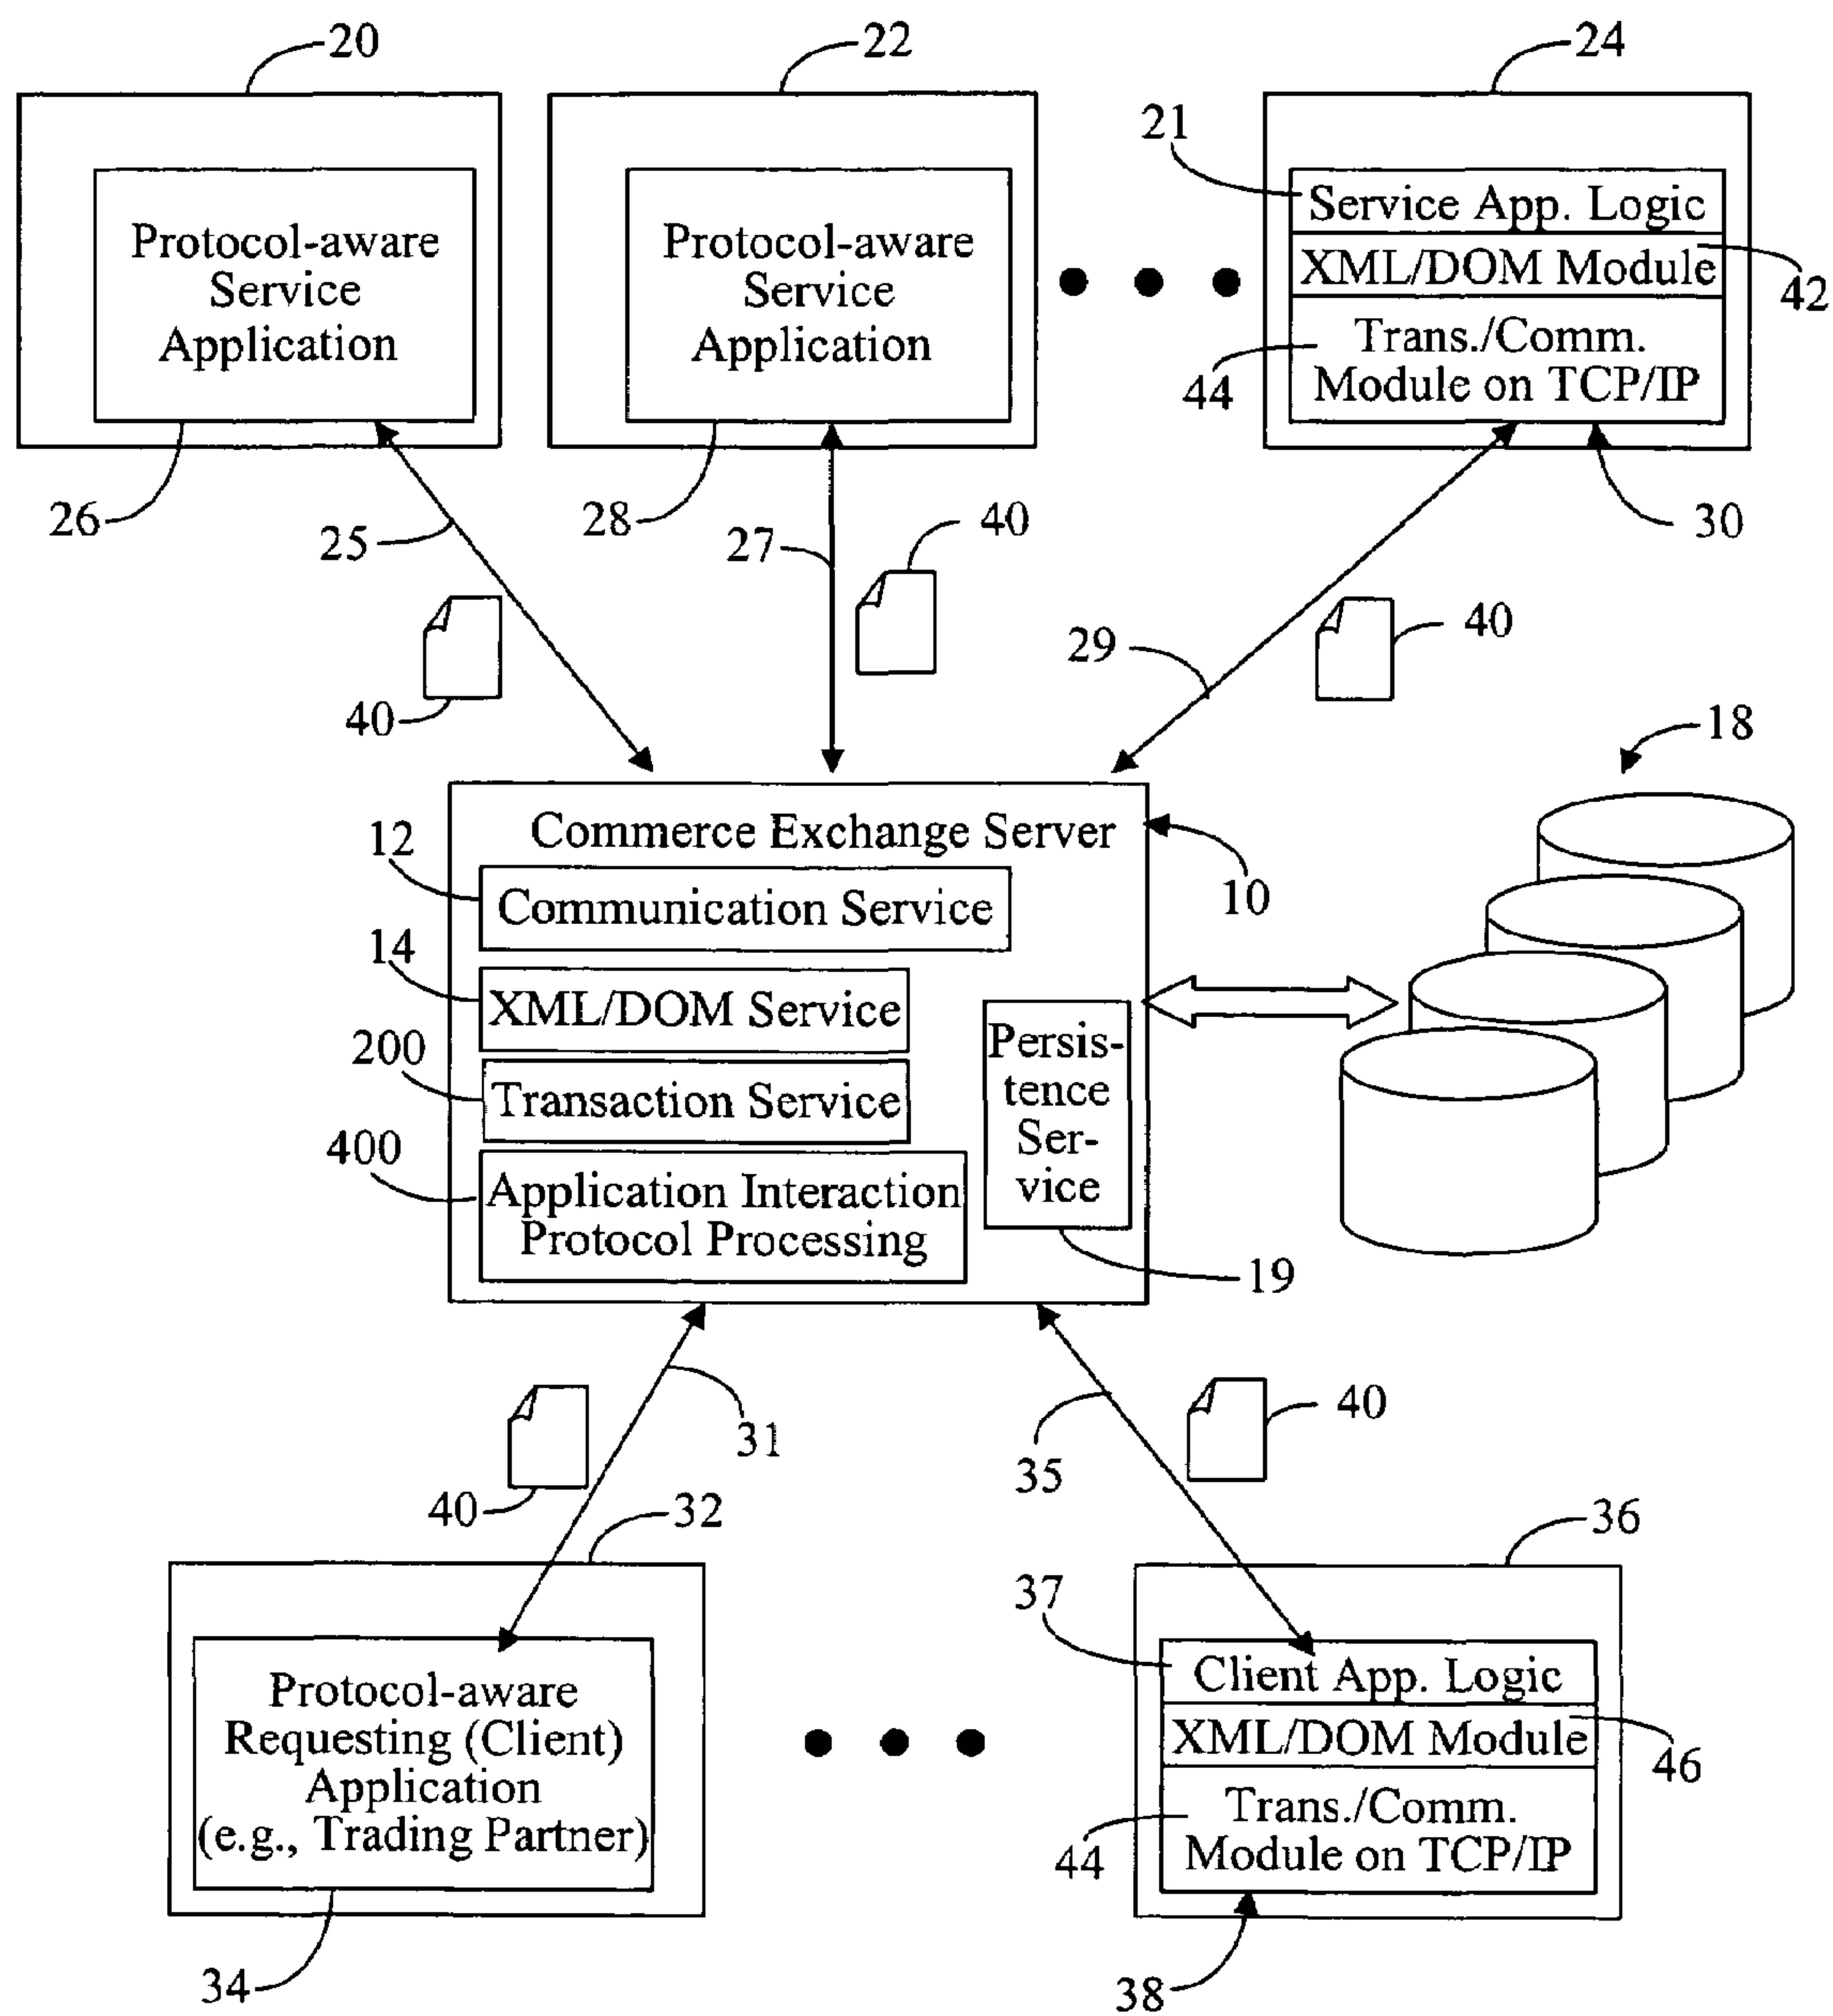 20
22
24
21
Protocol-aware
Service
Application
Protocol-aware
Service
Application
Service App. Logic
XML/DOM Module
42
Trans./Comm.
Module on TCP/IP
44
26
25
28
27
40
30
40
29
40
18
Commerce Exchange Server
12
10
Communication Service
14
XML/DOM Service
200
Transaction Service
Persis-
tence
Ser-
vice
400
Application Interaction
Protocol Processing
19
31
40
35
40
32
36
37
Protocol-aware
Requesting (Client)
Application
(e.g., Trading Partner)
Client App. Logic
XML/DOM Module
46
Trans./Comm.
Module on TCP/IP
44
34
38